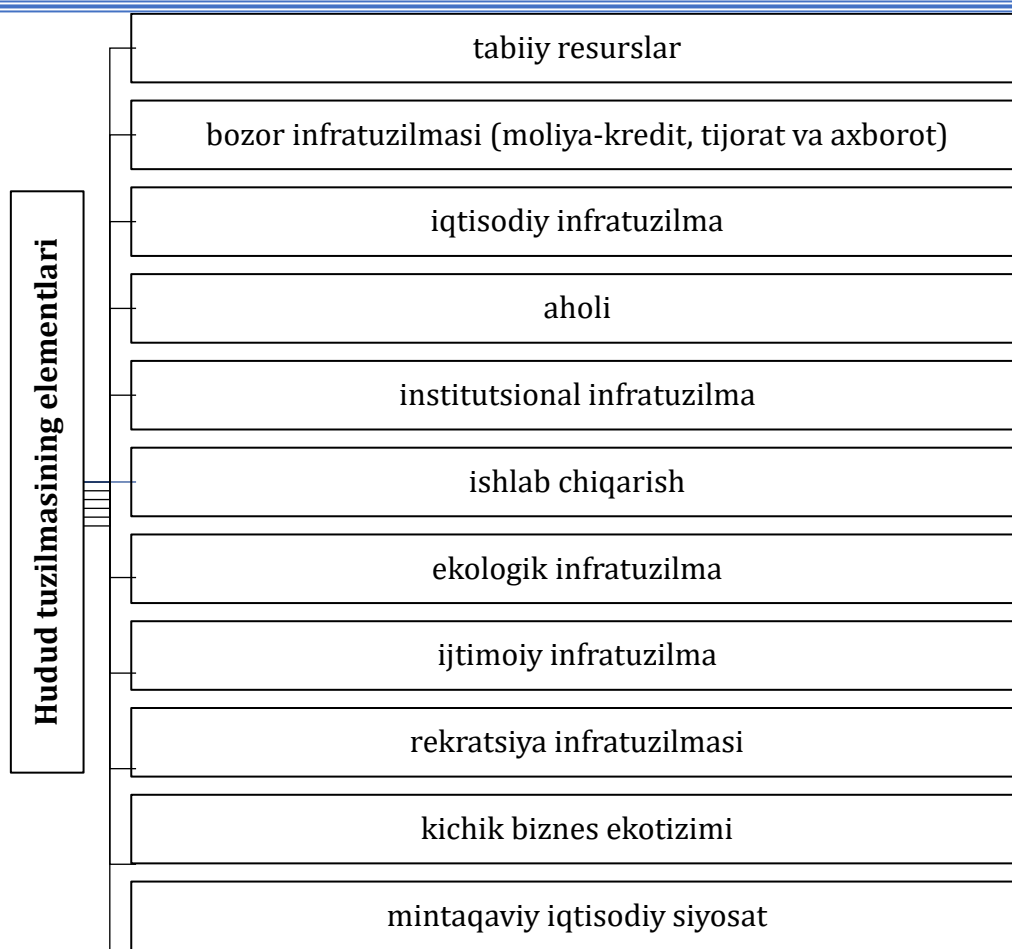 Hudud tuzilmasining elementlari
tabiiy resurslar
bozor infratuzilmasi (moliya-kredit, tijorat va axborot)
iqtisodiy infratuzilma
aholi
institutsional infratuzilma
ishlab chiqarish
ekologik infratuzilma
ijtimoiy infratuzilma
rekratsiya infratuzilmasi
kichik biznes ekotizimi
mintaqaviy iqtisodiy siyosat